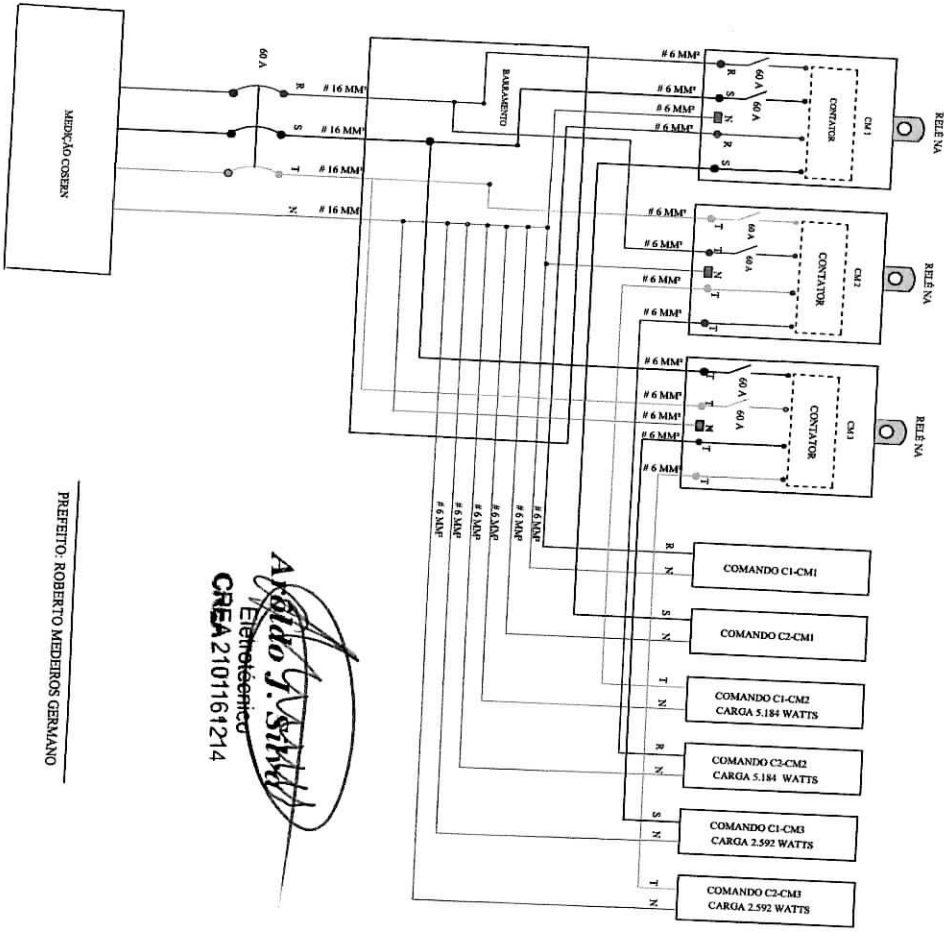 MEDIÇÃO COSERN
60 A
R
# 16 MM²
S
# 16 MM²
T
# 16 MM²
N
# 16 MM²
BARRAMENTO
RELÉ NA
CM1
CONTATOR
60 A
60 A
# 6 MM²
R
# 6 MM²
S
# 6 MM²
N
# 6 MM²
R
S
RELÉ NA
CM2
CONTATOR
60 A
60 A
# 6 MM²
T
# 6 MM²
T
# 6 MM²
N
# 6 MM²
T
# 6 MM²
T
RELÉ NA
CM3
CONTATOR
60 A
60 A
# 6 MM²
T
# 6 MM²
T
# 6 MM²
N
# 6 MM²
T
# 6 MM²
T
# 6 MM²
# 6 MM²
# 6 MM²
# 6 MM²
# 6 MM²
# 6 MM²
R
N
COMANDO C1-CM1
S
N
COMANDO C2-CM1
T
N
COMANDO C1-CM2
CARGA 5.184 WATTS
R
N
COMANDO C2-CM2
CARGA 5.184 WATTS
S
N
COMANDO C1-CM3
CARGA 2.592 WATTS
T
N
COMANDO C2-CM3
CARGA 2.592 WATTS
J. Silva
Eletrotécnico
CREA 2101161214
PREFEITO: ROBERTO MEDEIROS GERMANO